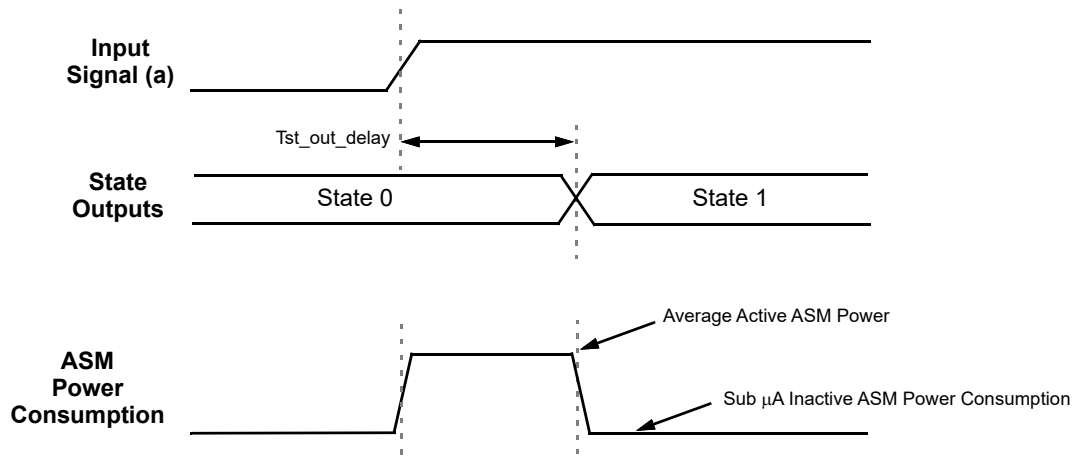 Input
Signal (a)
Tst_out_delay
State
Outputs
State 0
State 1
Average Active ASM Power
ASM
Power
Consumption
Sub μA Inactive ASM Power Consumption